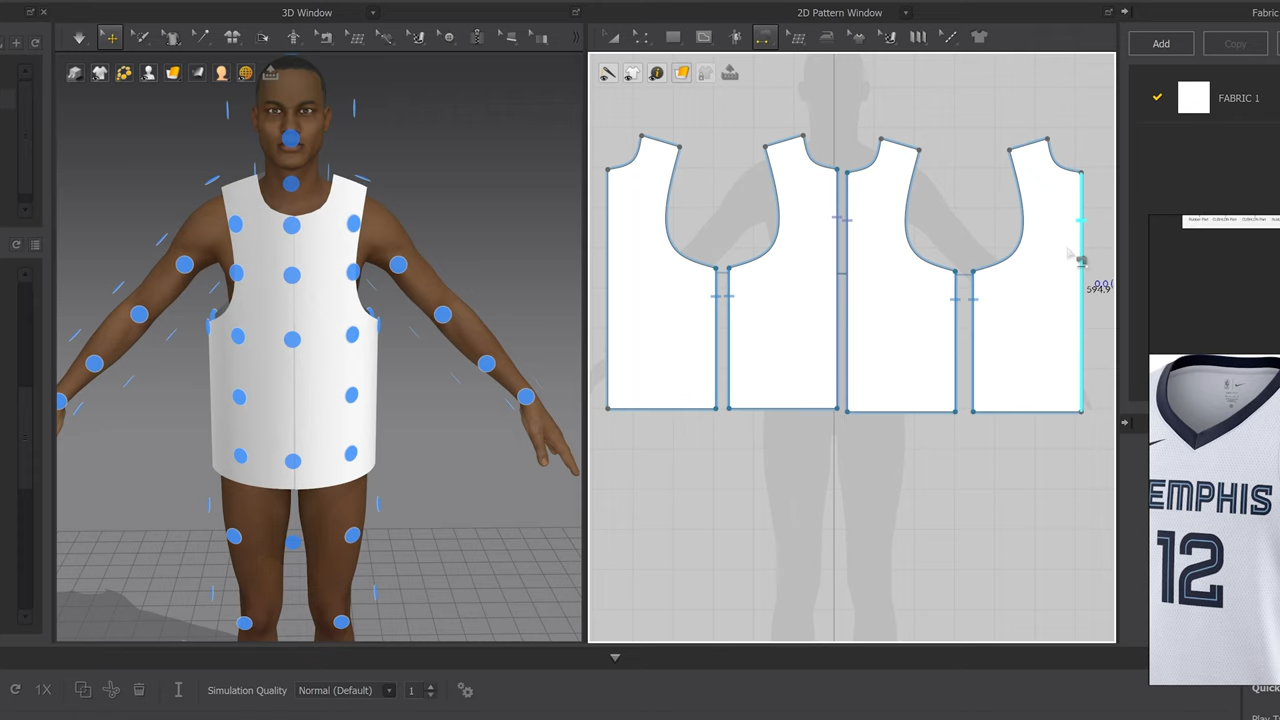 3D Window
2D Pattern Window
Fabric
Add
Copy
FABRIC 1
594.9
EMPHIS
12
1X
Simulation Quality
Normal (Default)
1
Quick
Play T